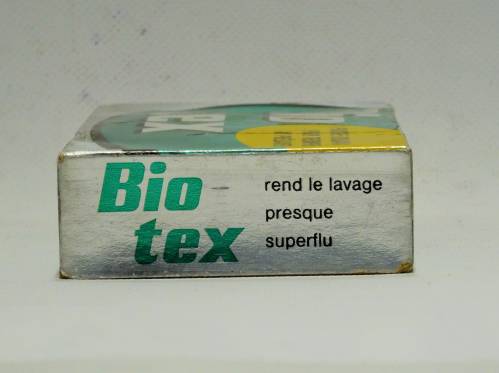 Bio
tex
rend le lavage
presque
superflu